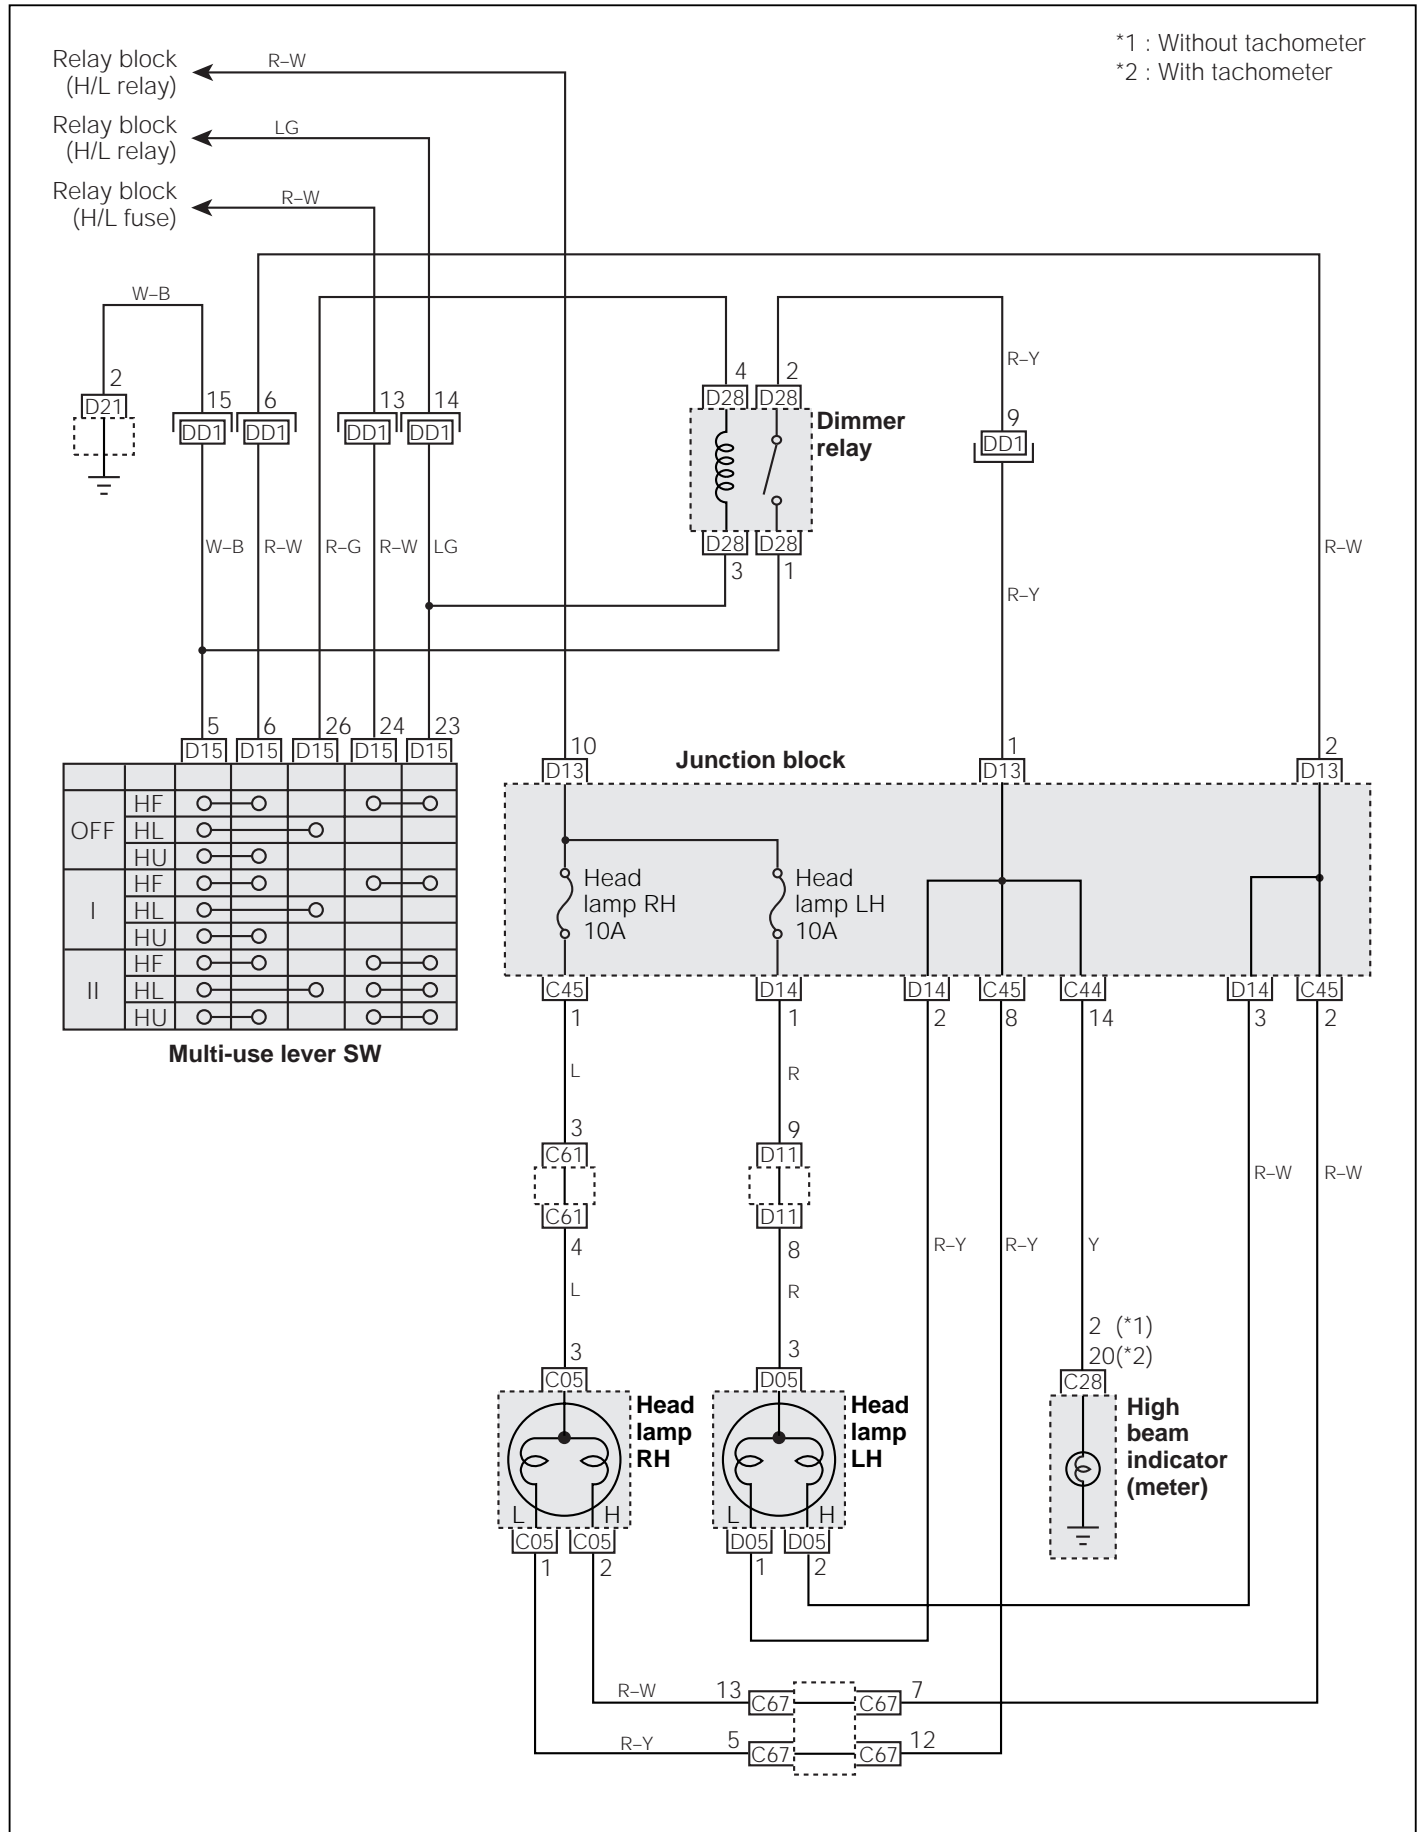 *1 : Without tachometer
*2 : With tachometer
Relay block
(H/L relay)
R–W
Relay block
(H/L relay)
LG
Relay block
(H/L fuse)
R–W
W–B
R–Y
2
D21
15
DD1
6
DD1
13
DD1
14
DD1
4
D28
2
D28
Dimmer
relay
9
DD1
D28
3
D28
1
W–B
R–W
R–G
R–W
LG
R–W
R–Y
5
D15
6
D15
26
D15
24
D15
23
D15
10
D13
Junction block
1
D13
2
D13
OFF
HF
HL
HU
I
HF
HL
HU
II
HF
HL
HU
Multi-use lever SW
Head
lamp RH
10A
Head
lamp LH
10A
C45
1
D14
1
D14
2
C45
8
C44
14
D14
3
C45
2
L
R
3
C61
C61
4
9
D11
D11
8
R–W
R–W
R–Y
R–Y
Y
L
R
2 (*1)
20(*2)
C28
3
C05
3
D05
Head
lamp
RH
L
H
Head
lamp
LH
L
H
High
beam
indicator
(meter)
C05
1
C05
2
D05
1
D05
2
R–W
13
C67
C67
7
R–Y
5
C67
C67
12